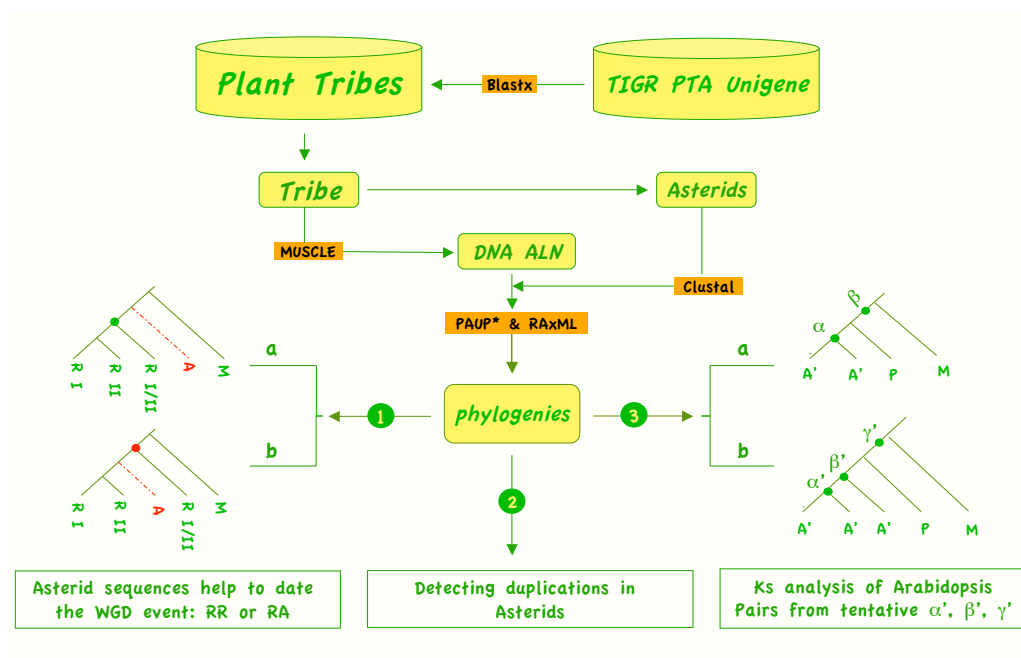 Plant Tribes
Blastx
TIGR PTA Unigene
Tribe
Asterids
MUSCLE
DNA ALN
Clustal
PAUP* & RAxML
R I
R II
R I/II
A
M
a
b
1
phylogenies
3
2
a
b
β
α
A'
A'
P
M
R I
R II
A
R I/II
M
γ'
β'
α'
A'
A'
A'
P
M
Asterid sequences help to date
the WGD event: RR or RA
Detecting duplications in
Asterids
Ks analysis of Arabidopsis
Pairs from tentative α', β', γ'